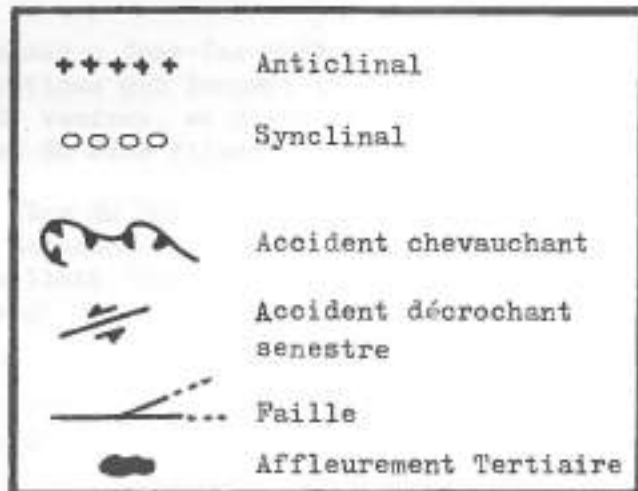 Anticlinal
Synclinal
Accident chevauchant
Accident décrochant
senestre
Faille
Affleurement Tertiaire